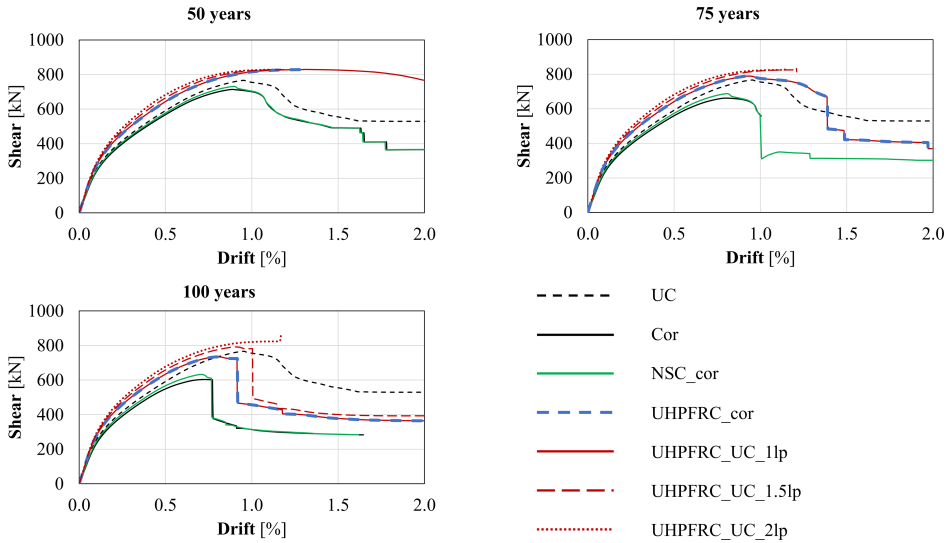 50 years
1000
800
600
400
200
0
Shear [kN]
0.0 0.5 1.0 1.5 2.0
Drift [%]
75 years
1000
800
600
400
200
0
Shear [kN]
0.0 0.5 1.0 1.5 2.0
Drift [%]
100 years
1000
800
600
400
200
0
Shear [kN]
0.0 0.5 1.0 1.5 2.0
Drift [%]
UC
Cor
NSC_cor
UHPFRC_cor
UHPFRC_UC_1lp
UHPFRC_UC_1.5lp
UHPFRC_UC_2lp